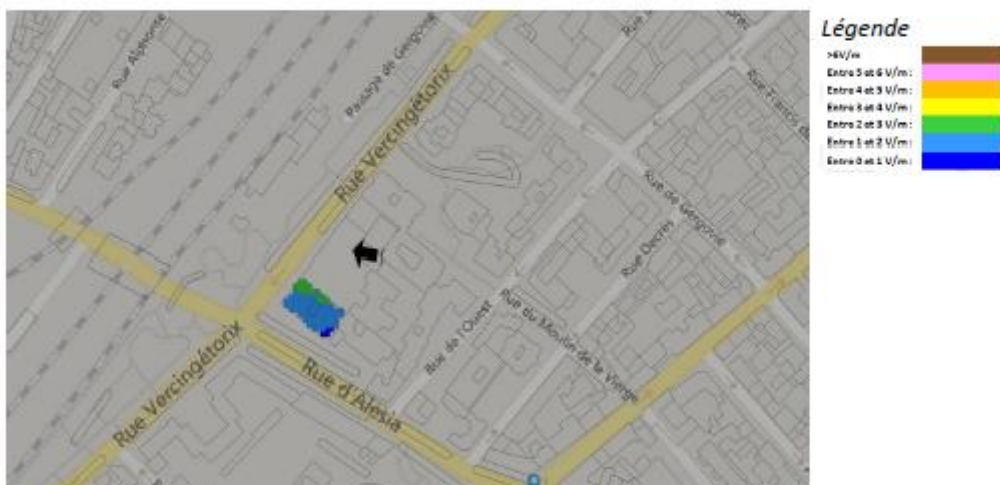 Rue Alphonse
Passage de Gergovie
Rue Vercingétorix
Rue Francis de
Rue de Gergovie
Rue Decrès
Rue de l'Ouest
Rue du Moulin de la Vierge
Rue Vercingétorix
Rue d'Alésia
Légende
>6V/m
Entre 5 et 6 V/m :
Entre 4 et 5 V/m :
Entre 3 et 4 V/m :
Entre 2 et 3 V/m :
Entre 1 et 2 V/m :
Entre 0 et 1 V/m :